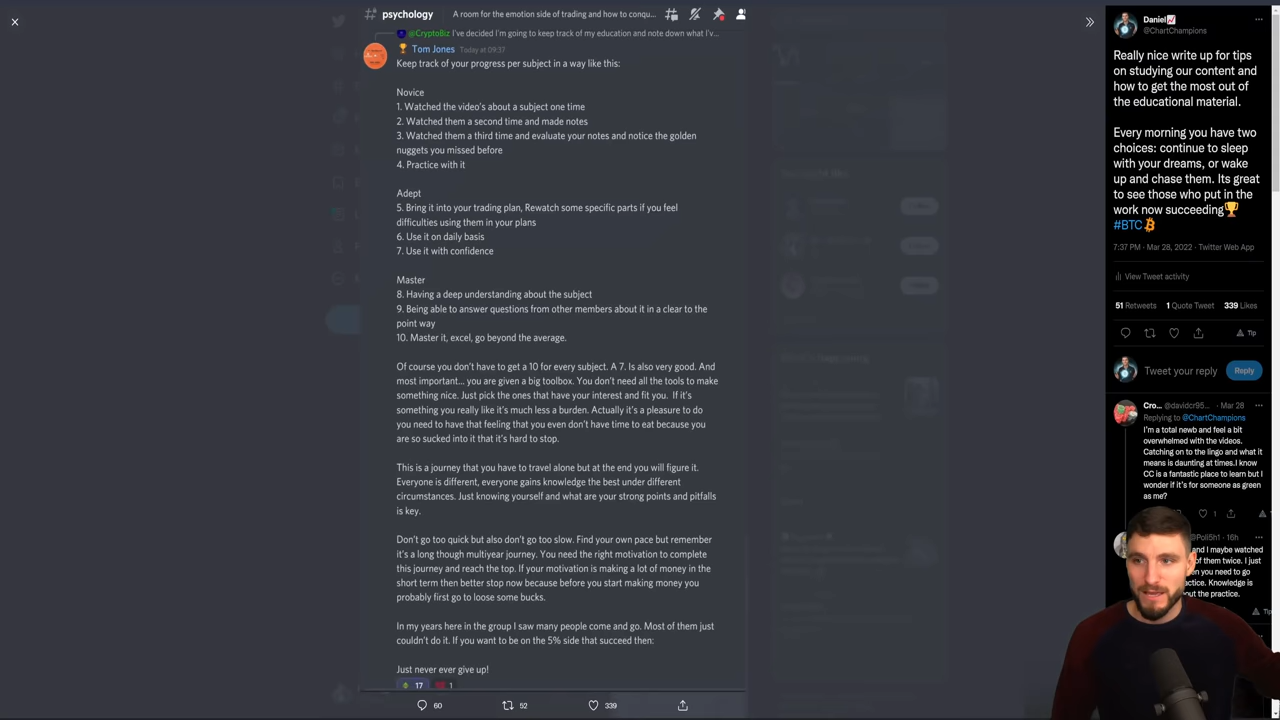 # psychology A room for the emotion side of trading and how to conqu...
@CryptoBiz I've decided I'm going to keep track of my education and note down what I'v...
Tom Jones Today at 09:37
Keep track of your progress per subject in a way like this:
Novice
1. Watched the video's about a subject one time
2. Watched them a second time and made notes
3. Watched them a third time and evaluate your notes and notice the golden
nuggets you missed before
4. Practice with it
Adept
5. Bring it into your trading plan, Rewatch some specific parts if you feel
difficulties using them in your plans
6. Use it on daily basis
7. Use it with confidence
Master
8. Having a deep understanding about the subject
9. Being able to answer questions from other members about it in a clear to the
point way
10. Master it, excel, go beyond the average.
Of course you don't have to get a 10 for every subject. A 7. Is also very good. And
most important... you are given a big toolbox. You don't need all the tools to make
something nice. Just pick the ones that have your interest and fit you. If it's
something you really like it's much less a burden. Actually it's a pleasure to do
you need to have that feeling that you even don't have time to eat because you
are so sucked into it that it's hard to stop.
This is a journey that you have to travel alone but at the end you will figure it.
Everyone is different, everyone gains knowledge the best under different
circumstances. Just knowing yourself and what are your strong points and pitfalls
is key.
Don't go too quick but also don't go too slow. Find your own pace but remember
it's a long though multiyear journey. You need the right motivation to complete
this journey and reach the top. If your motivation is making a lot of money in the
short term then better stop now because before you start making money you
probably first go to loose some bucks.
In my years here in the group I saw many people come and go. Most of them just
couldn't do it. If you want to be on the 5% side that succeed then:
Just never ever give up!
17 1
60 52 339
Daniel
@ChartChampions
Really nice write up for tips
on studying our content and
how to get the most out of
the educational material.
Every morning you have two
choices: continue to sleep
with your dreams, or wake
up and chase them. Its great
to see those who put in the
work now succeeding
#BTC
7:37 PM · Mar 28, 2022 · Twitter Web App
View Tweet activity
51 Retweets 1 Quote Tweet 339 Likes
Tip
Tweet your reply Reply
Cro... @davidcr95... · Mar 28
Replying to @ChartChampions
I'm a total newb and feel a bit
overwhelmed with the videos.
Catching on to the lingo and what it
means is daunting at times.I know
CC is a fantastic place to learn but I
wonder if it's for someone as green
as me?
1
@Poli5h1 · 16h
and I maybe watched
of them twice. I just
en you need to go
actice. Knowledge is
out the practice.
Tip